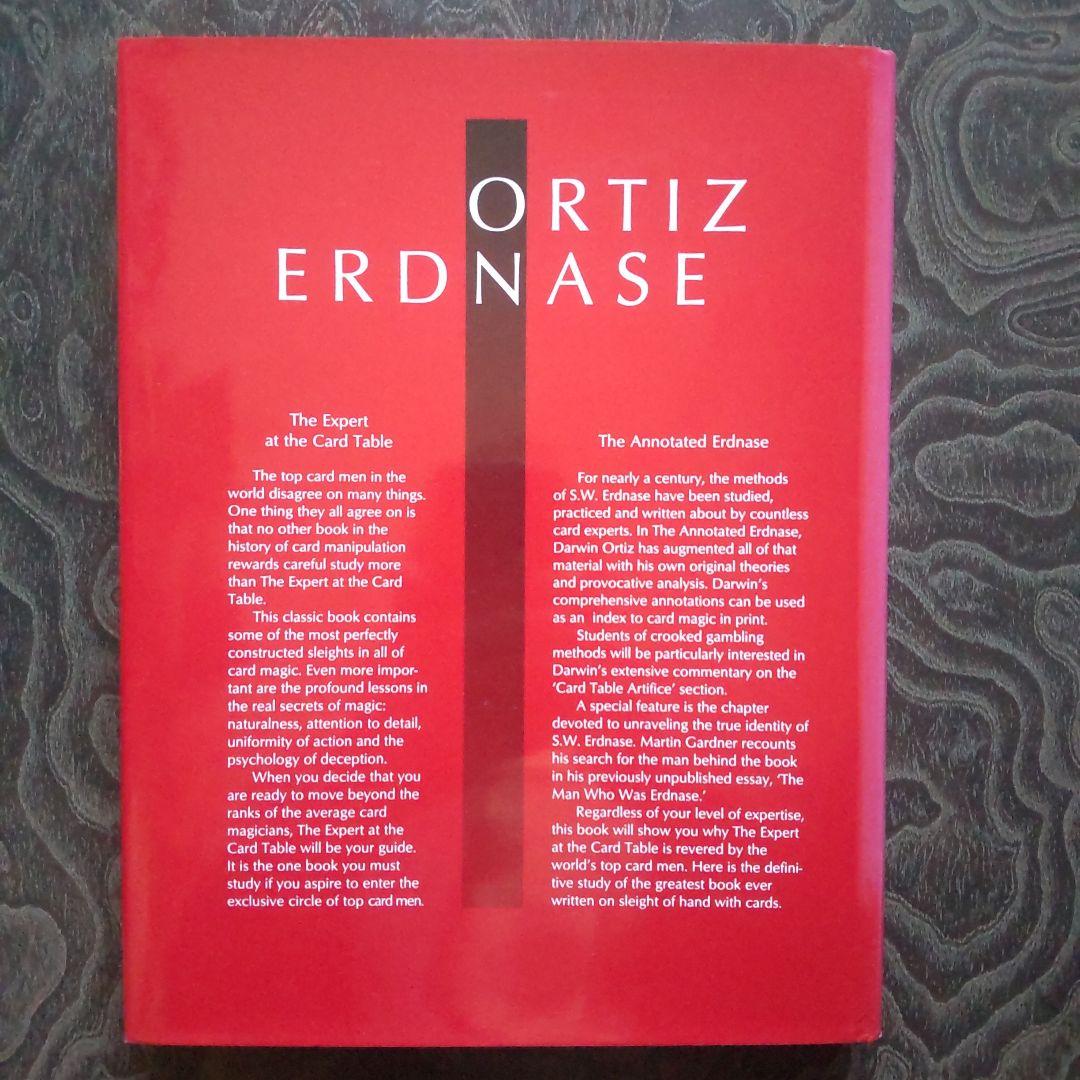 ORTIZ
ERDNASE
The Expert
at the Card Table
The top card men in the
world disagree on many things.
One thing they all agree on is
that no other book in the
history of card manipulation
rewards careful study more
than The Expert at the Card
Table.
This classic book contains
some of the most perfectly
constructed sleights in all of
card magic. Even more impor-
tant are the profound lessons in
the real secrets of magic:
naturalness, attention to detail,
uniformity of action and the
psychology of deception.
When you decide that you
are ready to move beyond the
ranks of the average card
magicians, The Expert at the
Card Table will be your guide.
It is the one book you must
study if you aspire to enter the
exclusive circle of top card men.
The Annotated Erdnase
For nearly a century, the methods
of S.W. Erdnase have been studied,
practiced and written about by countless
card experts. In The Annotated Erdnase,
Darwin Ortiz has augmented all of that
material with his own original theories
and provocative analysis. Darwin's
comprehensive annotations can be used
as an index to card magic in print.
Students of crooked gambling
methods will be particularly interested in
Darwin's extensive commentary on the
'Card Table Artifice' section.
A special feature is the chapter
devoted to unraveling the true identity of
S.W. Erdnase. Martin Gardner recounts
his search for the man behind the book
in his previously unpublished essay, 'The
Man Who Was Erdnase.'
Regardless of your level of expertise,
this book will show you why The Expert
at the Card Table is revered by the
world's top card men. Here is the defini-
tive study of the greatest book ever
written on sleight of hand with cards.